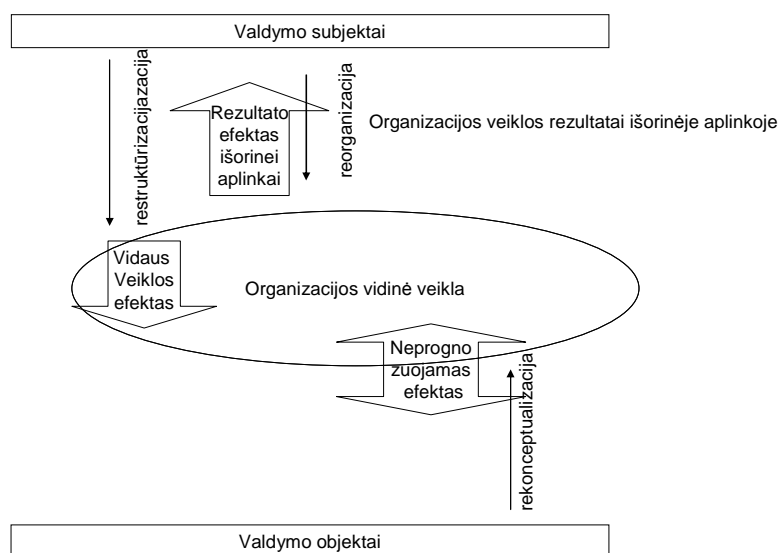 Valdymo subjektai
restruktūrizacijazacija
Rezultato
efektas
išorinei
aplinkai
reorganizacija
Organizacijos veiklos rezultatai išorinėje aplinkoje
Vidaus
Veiklos
efektas
Organizacijos vidinė veikla
Neprogno
zuojamas
efektas
rekonceptualizacija
Valdymo objektai